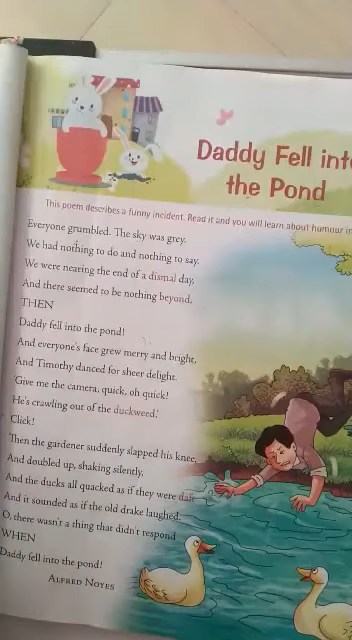 Daddy Fell int
the Pond
This poem describes a funny incident. Read it and you will learn about humour in
Everyone grumbled. The sky was grey.
We had nothing to do and nothing to say.
We were nearing the end of a dismal day,
And there seemed to be nothing beyond,
THEN
Daddy fell into the pond!
And everyone's face grew merry and bright,
And Timothy danced for sheer delight.
'Give me the camera, quick, oh quick!
He's crawling out of the duckweed.'
Click!
Then the gardener suddenly slapped his knee,
And doubled up, shaking silently,
And the ducks all quacked as if they were daft
And it sounded as if the old drake laughed.
O, there wasn't a thing that didn't respond
WHEN
Daddy fell into the pond!
ALFRED NOYES